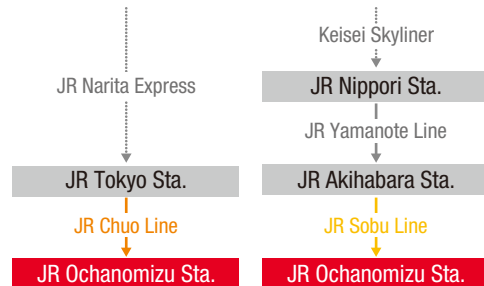 JR Narita Express
JR Tokyo Sta.
JR Chuo Line
JR Ochanomizu Sta.
Keisei Skyliner
JR Nippori Sta.
JR Yamanote Line
JR Akihabara Sta.
JR Sobu Line
JR Ochanomizu Sta.